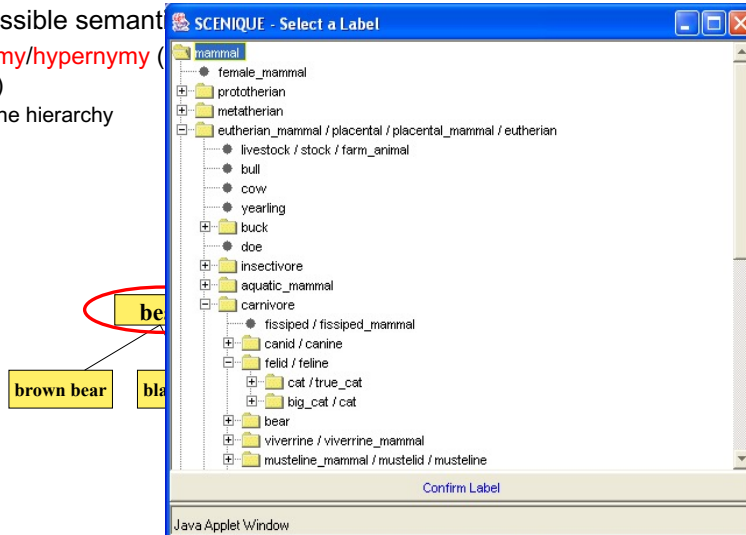 ssible semanti
my/hypernymy (
)
ne hierarchy
be
brown bear
bla
SCENIQUE - Select a Label
mammal
female_mammal
prototherian
metatherian
eutherian_mammal / placental / placental_mammal / eutherian
livestock / stock / farm_animal
bull
cow
yearling
buck
doe
insectivore
aquatic_mammal
carnivore
fissiped / fissiped_mammal
canid / canine
felid / feline
cat / true_cat
big_cat / cat
bear
viverrine / viverrine_mammal
musteline_mammal / mustelid / musteline
Confirm Label
Java Applet Window